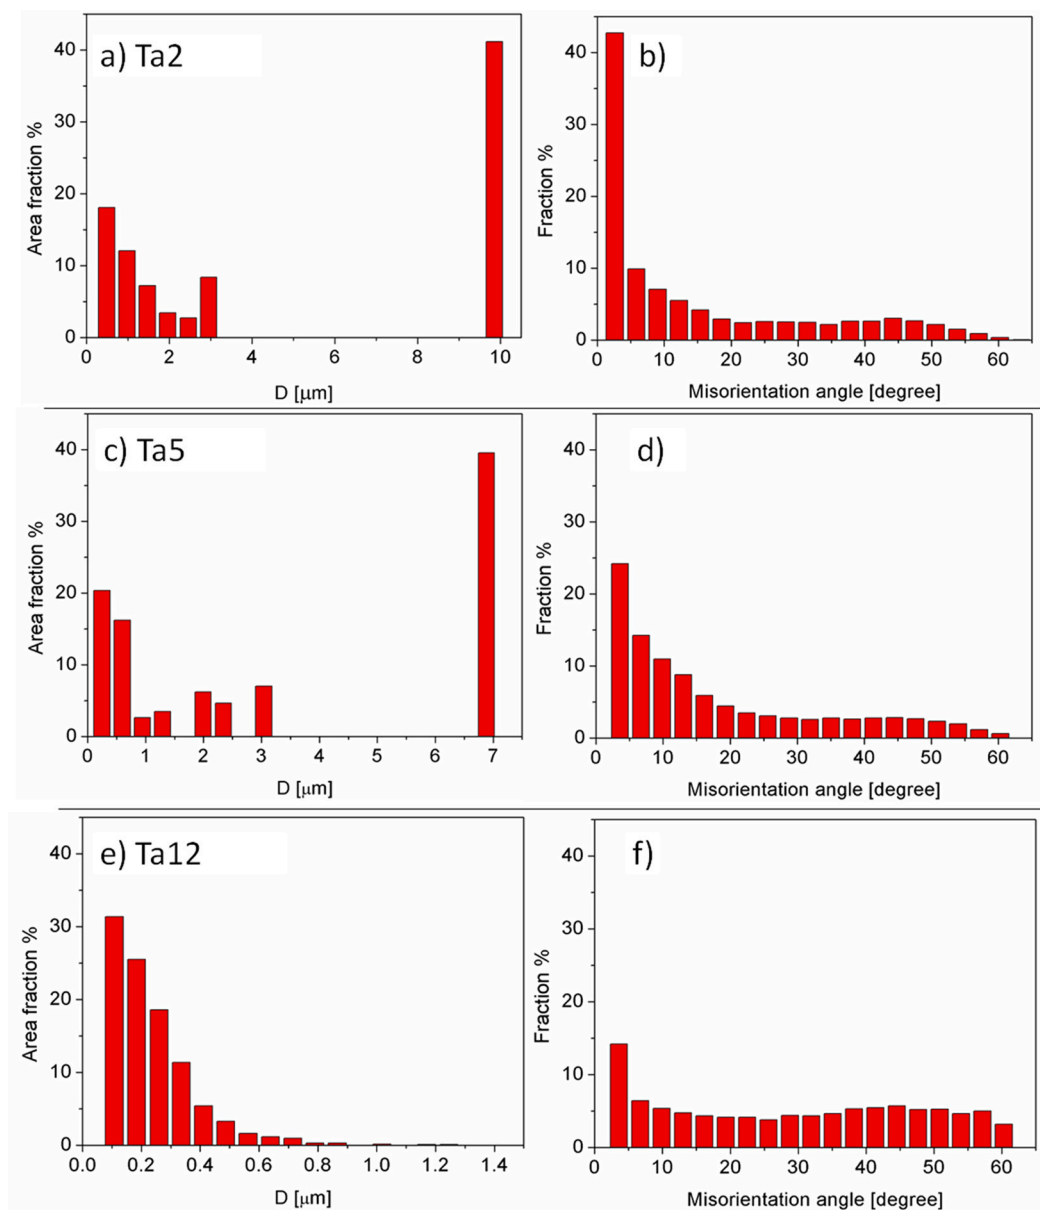 a) Ta2
Area fraction %
40
30
20
10
0
0 2 4 6 8 10
D [μm]
b)
Fraction %
40
30
20
10
0
0 10 20 30 40 50 60
Misorientation angle [degree]
c) Ta5
Area fraction %
40
30
20
10
0
0 1 2 3 4 5 6 7
D [μm]
d)
Fraction %
40
30
20
10
0
0 10 20 30 40 50 60
Misorientation angle [degree]
e) Ta12
Area fraction %
40
30
20
10
0
0.0 0.2 0.4 0.6 0.8 1.0 1.2 1.4
D [μm]
f)
Fraction %
40
30
20
10
0
0 10 20 30 40 50 60
Misorientation angle [degree]